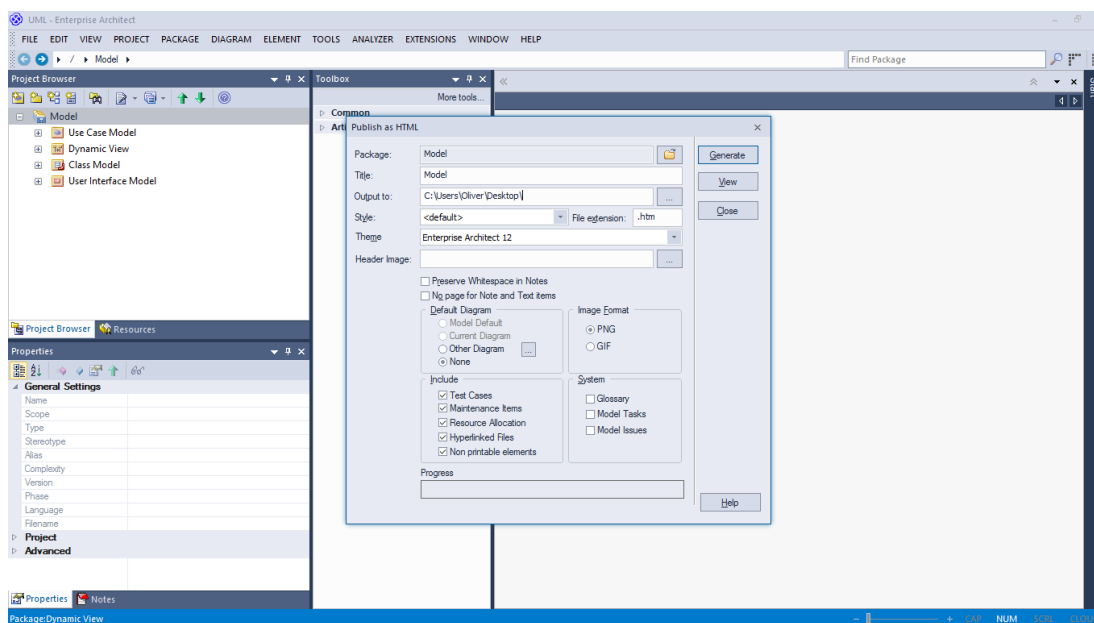 UML - Enterprise Architect
FILE EDIT VIEW PROJECT PACKAGE DIAGRAM ELEMENT TOOLS ANALYZER EXTENSIONS WINDOW HELP
/ Model
Find Package
Project Browser
Toolbox
More tools...
Common
Arti
Model
Use Case Model
Dynamic View
Class Model
User Interface Model
Project Browser Resources
Properties
General Settings
Name
Scope
Type
Stereotype
Alias
Complexity
Version
Phase
Language
Filename
Project
Advanced
Properties Notes
Publish as HTML
Package: Model
Generate
Title: Model
View
Output to: C:\Users\Oliver\Desktop\
...
Close
Style: <default> File extension: .htm
Theme Enterprise Architect 12
Header Image: ...
Preserve Whitespace in Notes
No page for Note and Text items
Default Diagram
Model Default
Current Diagram
Other Diagram ...
None
Image Format
PNG
GIF
Include
Test Cases
Maintenance Items
Resource Allocation
Hyperlinked Files
Non printable elements
System
Glossary
Model Tasks
Model Issues
Progress
Help
Package:Dynamic View
CAP NUM SCRL CLOU